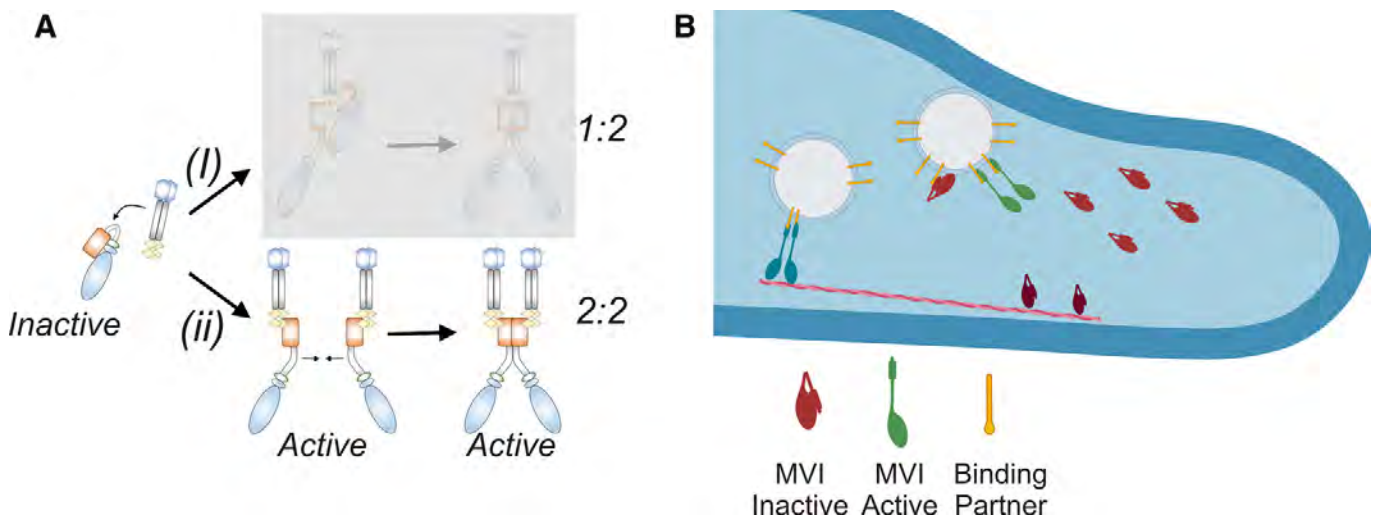 A
(I)
1:2
Inactive
(ii)
2:2
Active
Active
B
MVI
Inactive
MVI
Active
Binding
Partner